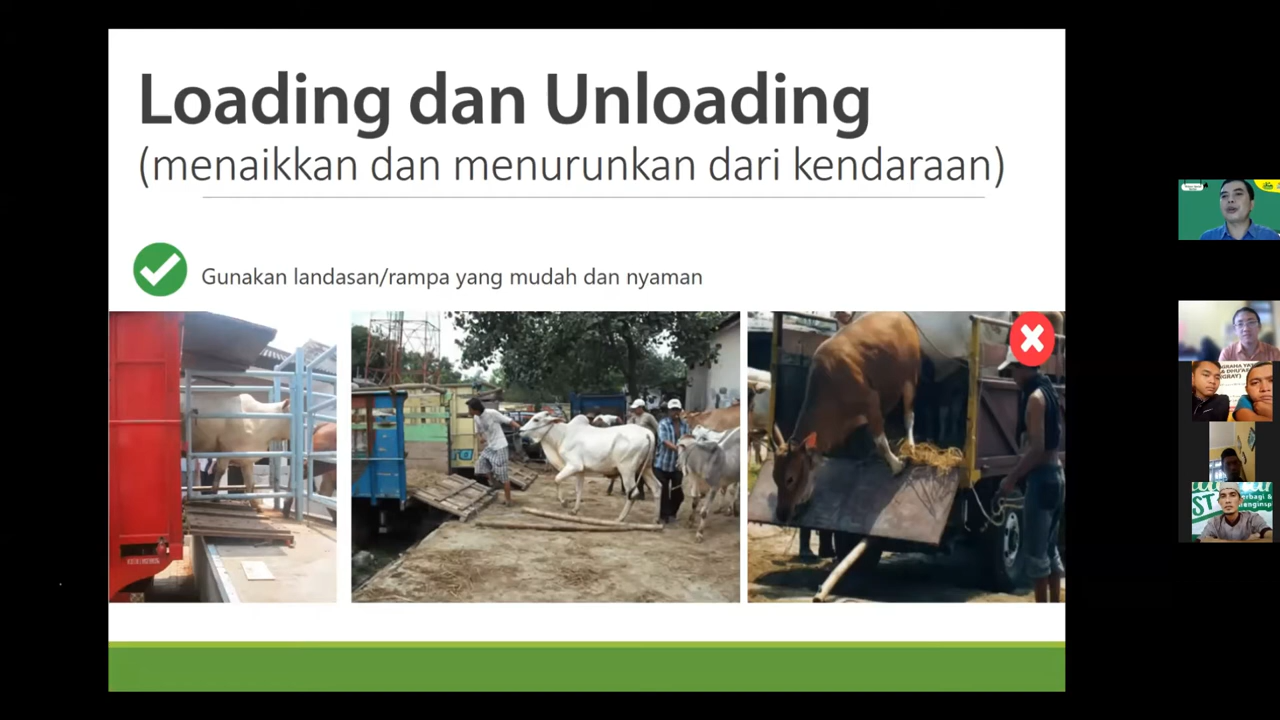 Loading dan Unloading
(menaikkan dan menurunkan dari kendaraan)
Gunakan landasan/rampa yang mudah dan nyaman